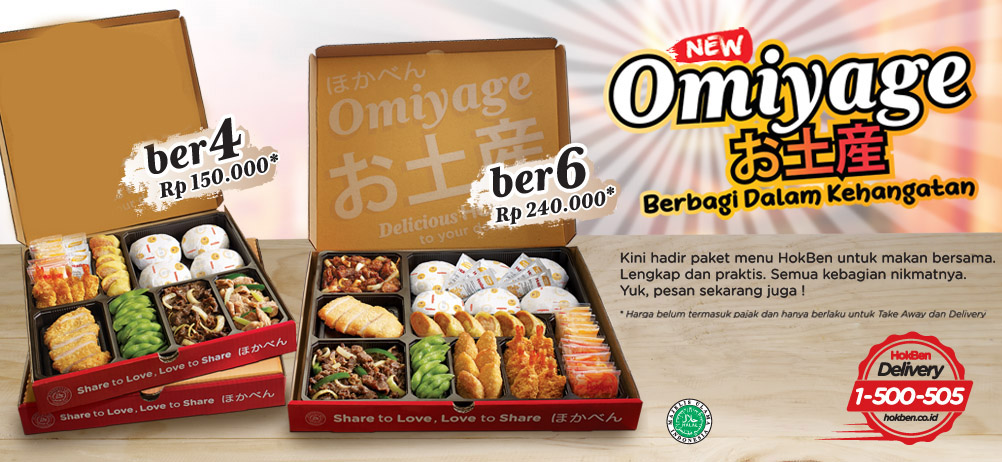 NEW
Omiyage
お土産
Berbagi Dalam Kehangatan
ber4
Rp 150.000*
ほかべん
Omiyage
お土産
Delicious
to your
ber6
Rp 240.000*
Kini hadir paket menu HokBen untuk makan bersama.
Lengkap dan praktis. Semua kebagian nikmatnya.
Yuk, pesan sekarang juga !
* Harga belum termasuk pajak dan hanya berlaku untuk Take Away dan Delivery
Share to Love, Love to Share ほかべん
Share to Love, Love to Share ほかべん
Share to Love, Love to Share ほかべん
MAJELIS ULAMA INDONESIA
HALAL
HokBen
Delivery
1-500-505
hokben.co.id